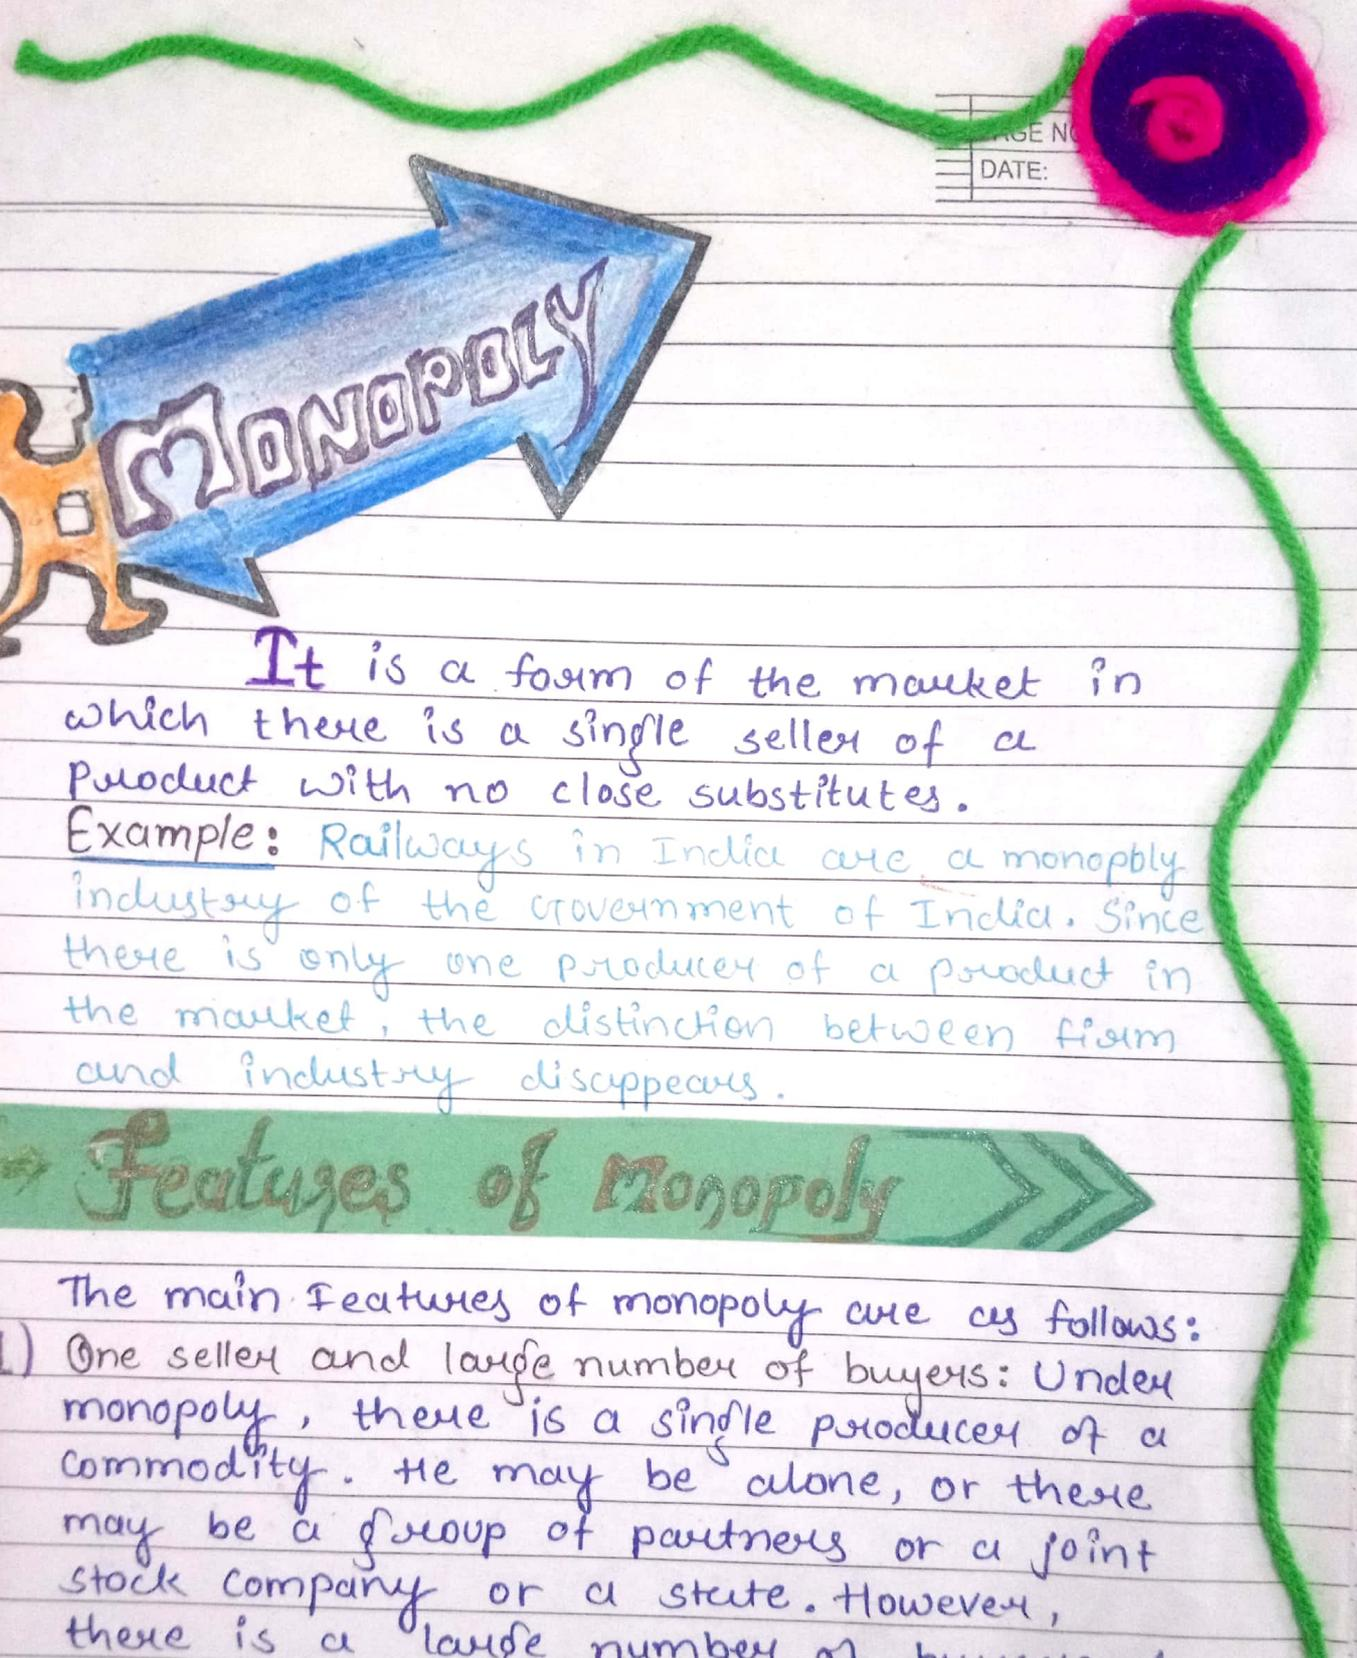 PAGE NO
DATE:
MONOPOLY
It is a form of the market in
which there is a single seller of a
product with no close substitutes.
Example: Railways in India are a monopoly
industry of the Government of India. Since
there is only one producer of a product in
the market, the distinction between firm
and industry disappears.
Features of Monopoly
The main features of monopoly are as follows:
1.) One seller and large number of buyers: Under
monopoly, there is a single producer of a
commodity. He may be alone, or there
may be a group of partners or a joint
stock company or a state. However,
there is a large number of